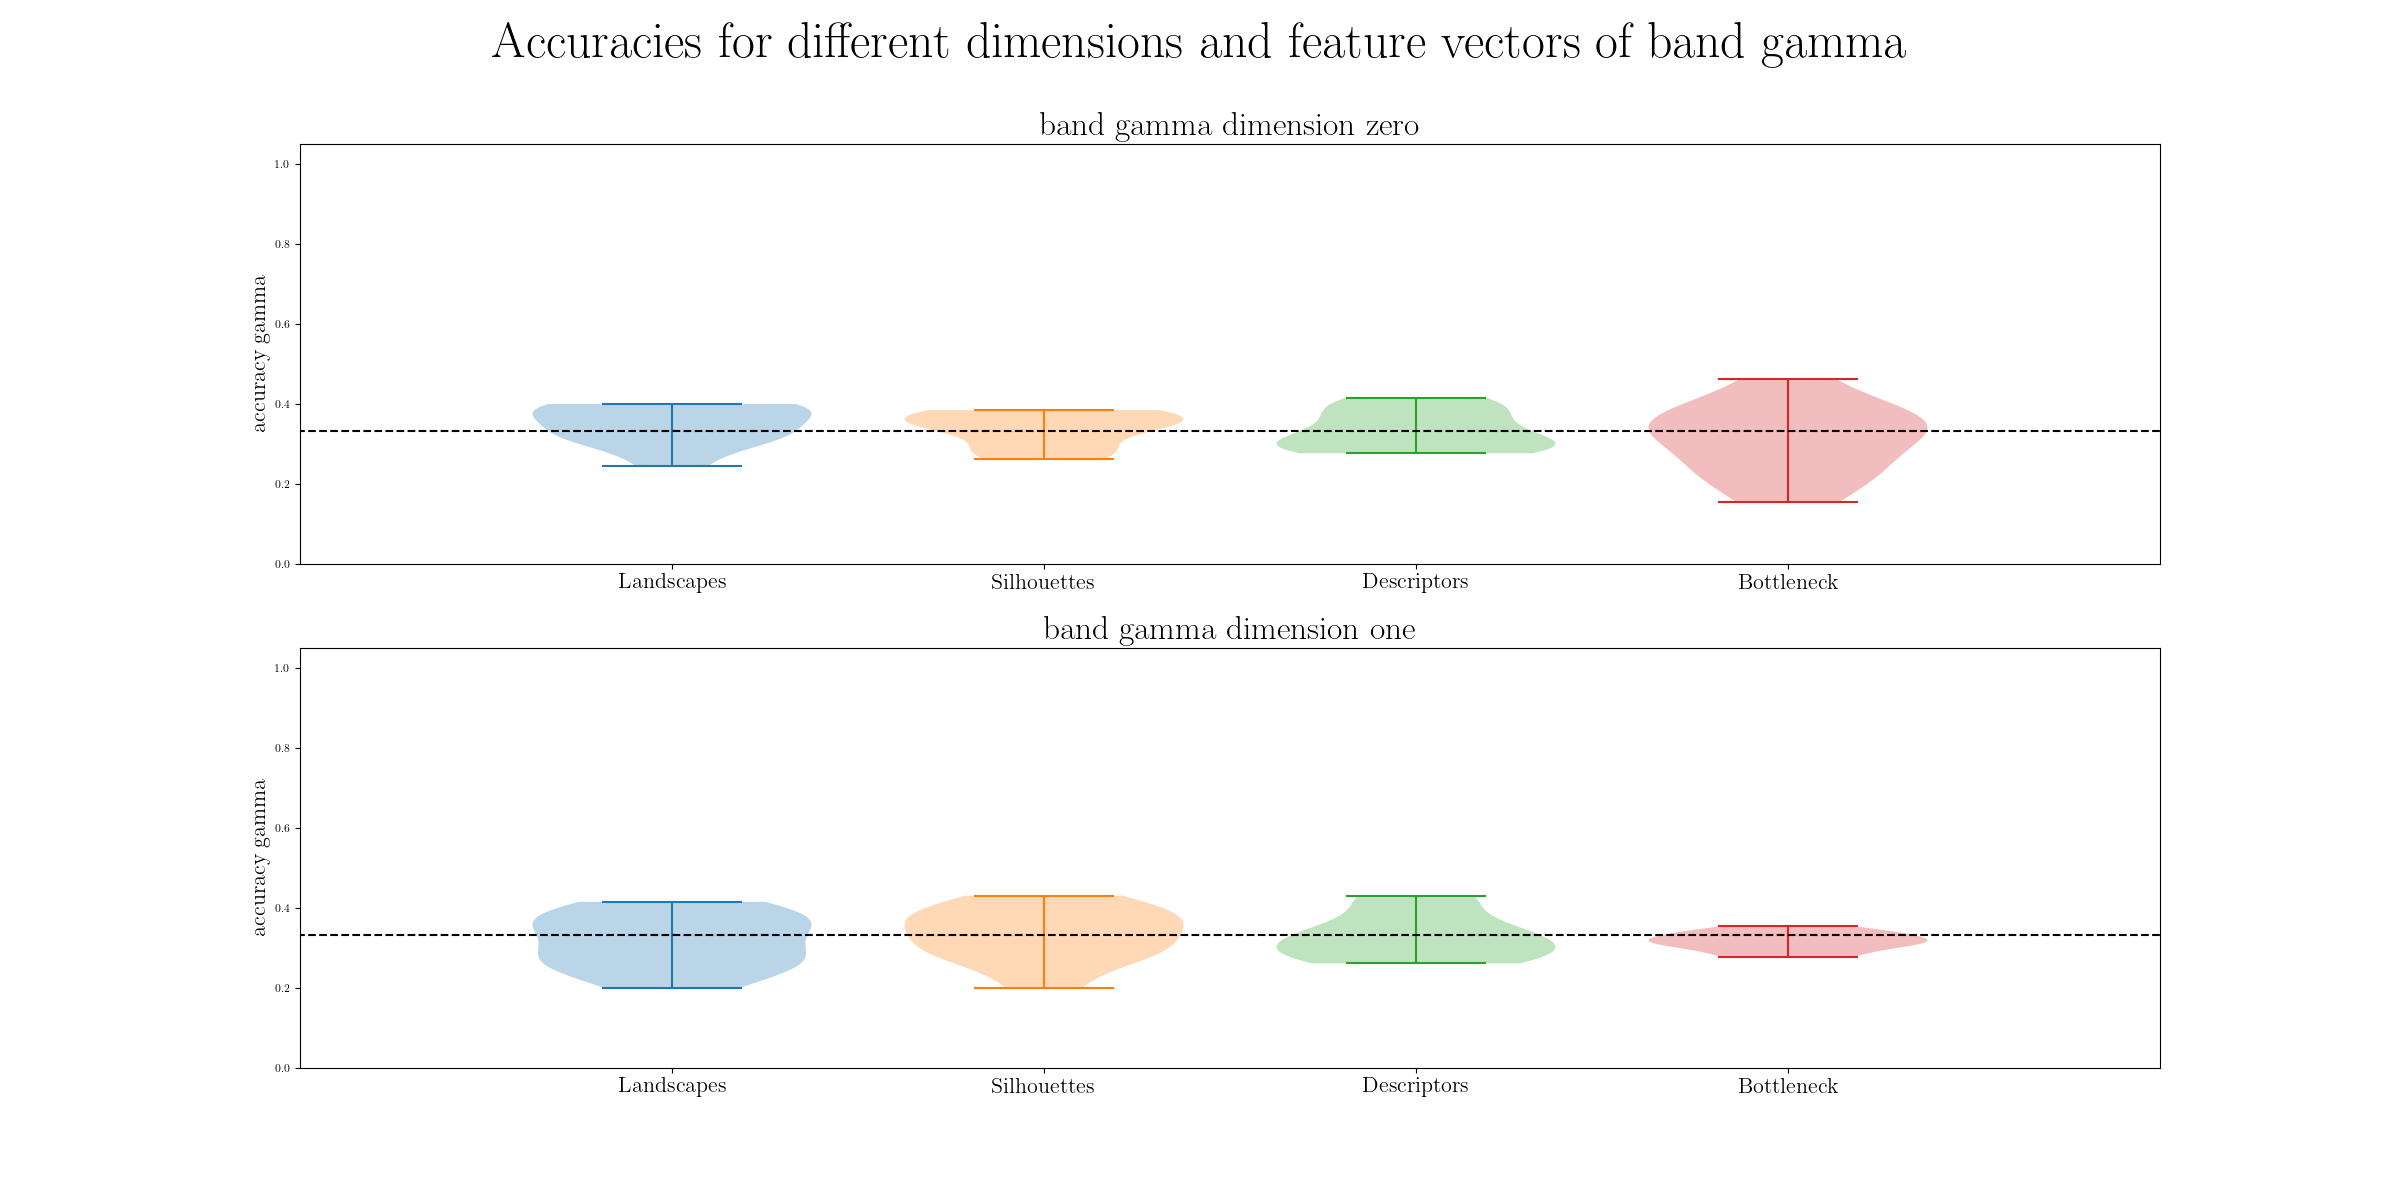 Accuracies for different dimensions and feature vectors of band gamma
band gamma dimension zero
accuracy gamma
1.0
0.8
0.6
0.4
0.2
0.0
Landscapes Silhouettes Descriptors Bottleneck
band gamma dimension one
accuracy gamma
1.0
0.8
0.6
0.4
0.2
0.0
Landscapes Silhouettes Descriptors Bottleneck